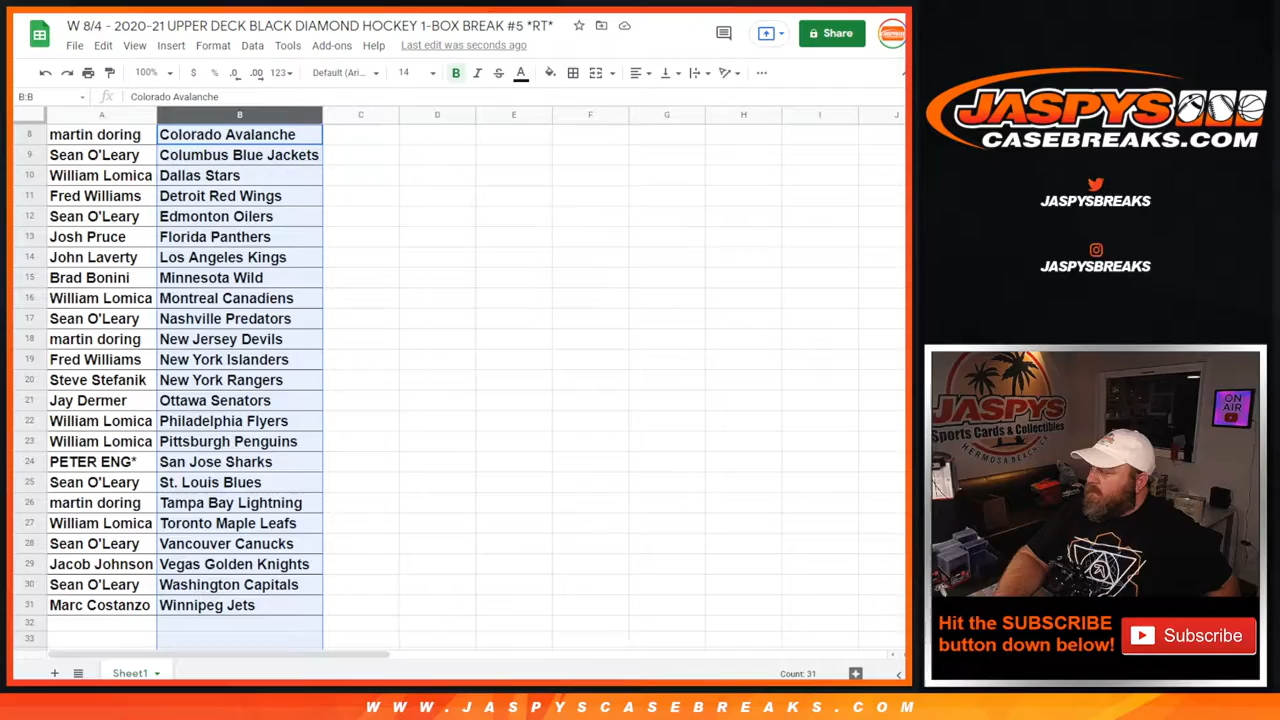 W 8/4 - 2020-21 UPPER DECK BLACK DIAMOND HOCKEY 1-BOX BREAK #5 *RT*
File Edit View Insert Format Data Tools Add-ons Help Last edit was seconds ago
Share
100% $ % .0 .00 123 Default (Ari... 14 B I S A
B:B fx Colorado Avalanche
A B C D E F G H I J
8 martin doring Colorado Avalanche
9 Sean O'Leary Columbus Blue Jackets
10 William Lomica Dallas Stars
11 Fred Williams Detroit Red Wings
12 Sean O'Leary Edmonton Oilers
13 Josh Pruce Florida Panthers
14 John Laverty Los Angeles Kings
15 Brad Bonini Minnesota Wild
16 William Lomica Montreal Canadiens
17 Sean O'Leary Nashville Predators
18 martin doring New Jersey Devils
19 Fred Williams New York Islanders
20 Steve Stefanik New York Rangers
21 Jay Dermer Ottawa Senators
22 William Lomica Philadelphia Flyers
23 William Lomica Pittsburgh Penguins
24 PETER ENG* San Jose Sharks
25 Sean O'Leary St. Louis Blues
26 martin doring Tampa Bay Lightning
27 William Lomica Toronto Maple Leafs
28 Sean O'Leary Vancouver Canucks
29 Jacob Johnson Vegas Golden Knights
30 Sean O'Leary Washington Capitals
31 Marc Costanzo Winnipeg Jets
32
33
Sheet1 Count: 31
JASPYS
CASEBREAKS.COM
JASPYSBREAKS
JASPYSBREAKS
JASPYS
Sports Cards & Collectibles
HERMOSA BEACH CA
ON
AIR
Hit the SUBSCRIBE
button down below!
Subscribe
WWW.JASPYSCASEBREAKS.COM